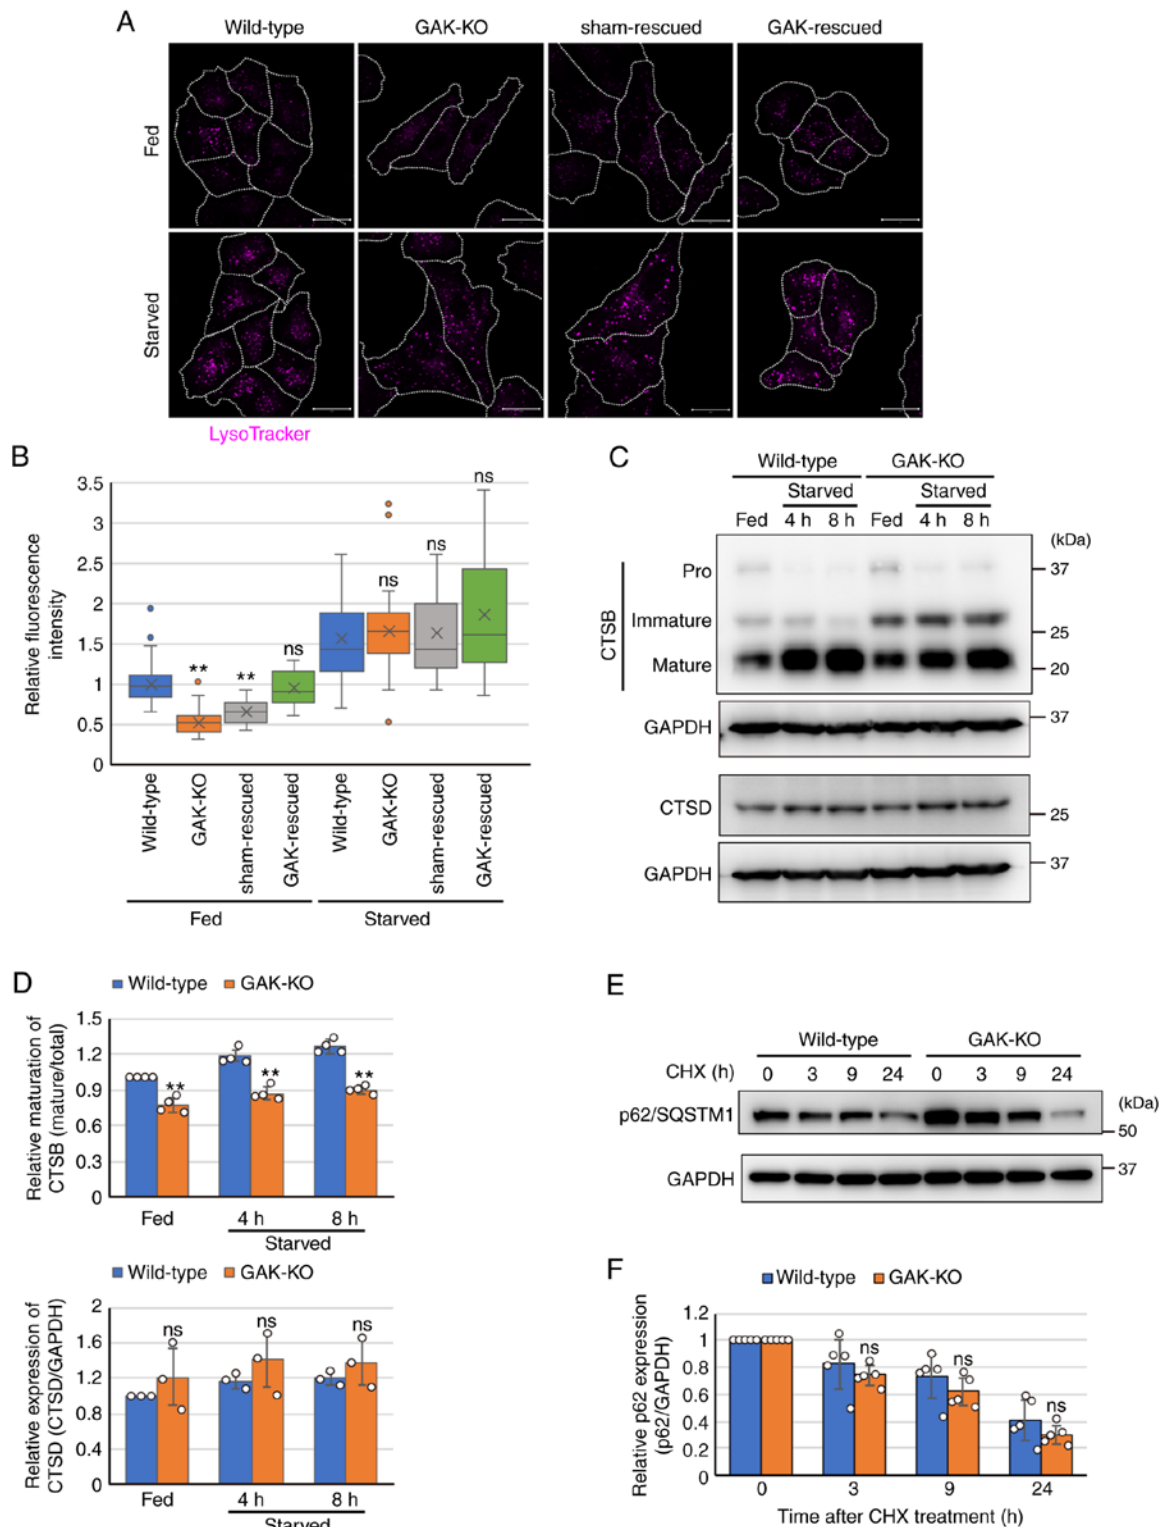 A
Wild-type GAK-KO sham-rescued GAK-rescued
Fed
Starved
LysoTracker
B
Relative fluorescence
intensity
3.5
3
2.5
2
1.5
1
0.5
0
** ** ns ns ns ns
Wild-type GAK-KO sham-rescued GAK-rescued Wild-type GAK-KO sham-rescued GAK-rescued
Fed Starved
C
Wild-type GAK-KO
Starved Starved
Fed 4 h 8 h Fed 4 h 8 h
(kDa)
CTSB
Pro 37
Immature 25
Mature 20
GAPDH 37
CTSD 25
GAPDH 37
D
Wild-type GAK-KO
Relative maturation of
CTSB (mature/total)
1.5
1.2
0.9
0.6
0.3
0
** ** **
Fed 4 h 8 h
Starved
Wild-type GAK-KO
Relative expression of
CTSD (CTSD/GAPDH)
2
1.6
1.2
0.8
0.4
0
ns ns ns
Fed 4 h 8 h
Starved
E
Wild-type GAK-KO
CHX (h) 0 3 9 24 0 3 9 24
(kDa)
p62/SQSTM1 50
GAPDH 37
F
Wild-type GAK-KO
Relative p62 expression
(p62/GAPDH)
1.2
1
0.8
0.6
0.4
0.2
0
ns ns ns
0 3 9 24
Time after CHX treatment (h)